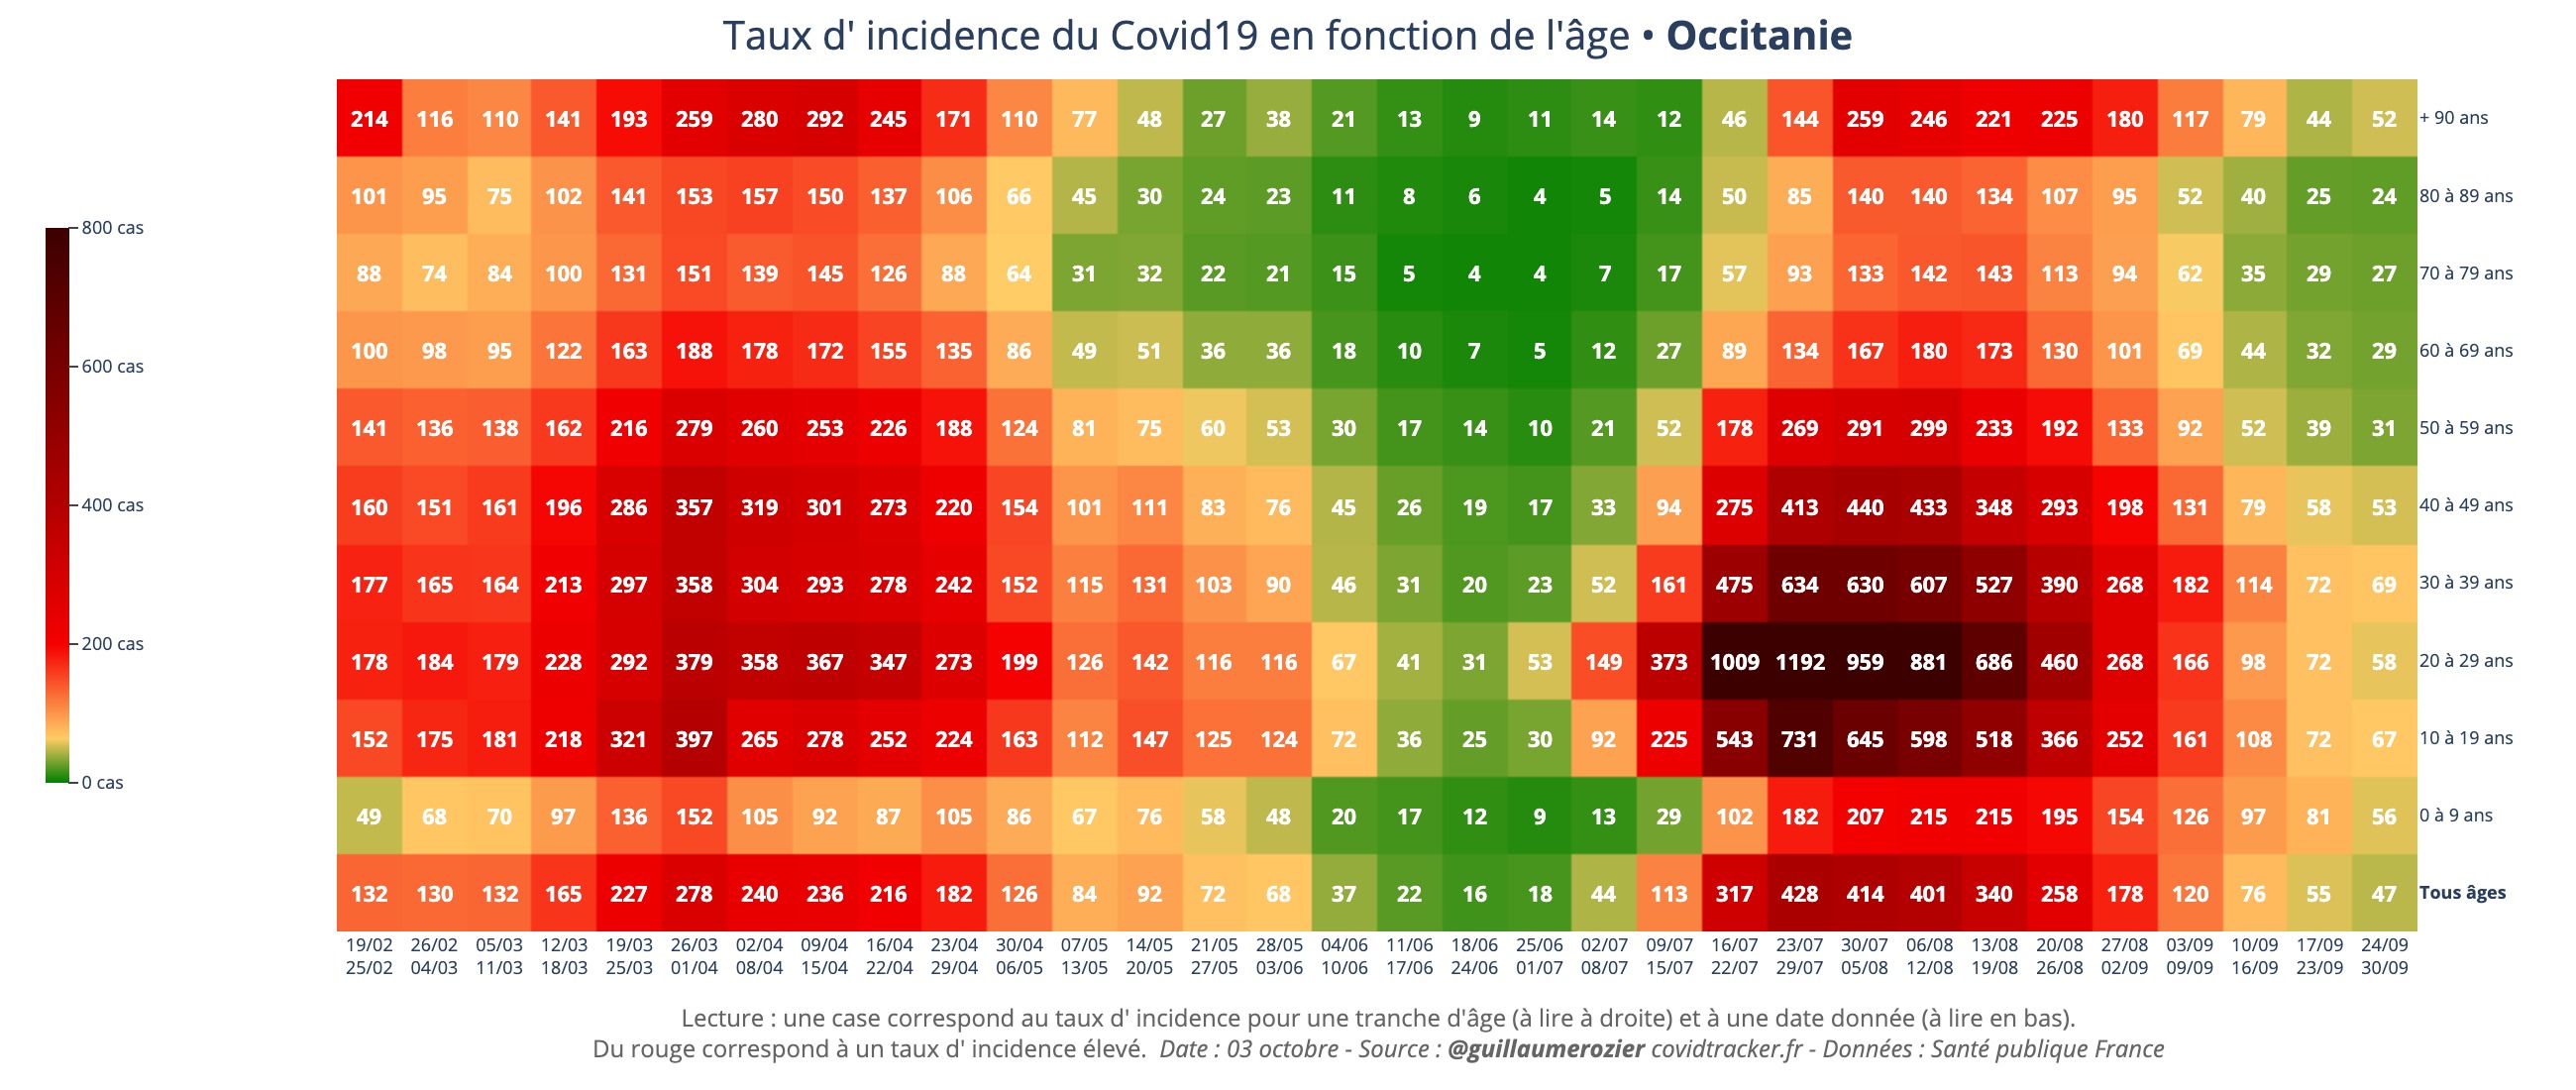 Taux d' incidence du Covid19 en fonction de l'âge • Occitanie
214 116 110 141 193 259 280 292 245 171 110 77 48 27 38 21 13 9 11 14 12 46 144 259 246 221 225 180 117 79 44 52 + 90 ans
101 95 75 102 141 153 157 150 137 106 66 45 30 24 23 11 8 6 4 5 14 50 85 140 140 134 107 95 52 40 25 24 80 à 89 ans
800 cas
88 74 84 100 131 151 139 145 126 88 64 31 32 22 21 15 5 4 4 7 17 57 93 133 142 143 113 94 62 35 29 27 70 à 79 ans
100 98 95 122 163 188 178 172 155 135 86 49 51 36 36 18 10 7 5 12 27 89 134 167 180 173 130 101 69 44 32 29 60 à 69 ans
600 cas
141 136 138 162 216 279 260 253 226 188 124 81 75 60 53 30 17 14 10 21 52 178 269 291 299 233 192 133 92 52 39 31 50 à 59 ans
400 cas
160 151 161 196 286 357 319 301 273 220 154 101 111 83 76 45 26 19 17 33 94 275 413 440 433 348 293 198 131 79 58 53 40 à 49 ans
177 165 164 213 297 358 304 293 278 242 152 115 131 103 90 46 31 20 23 52 161 475 634 630 607 527 390 268 182 114 72 69 30 à 39 ans
200 cas
178 184 179 228 292 379 358 367 347 273 199 126 142 116 116 67 41 31 53 149 373 1009 1192 959 881 686 460 268 166 98 72 58 20 à 29 ans
152 175 181 218 321 397 265 278 252 224 163 112 147 125 124 72 36 25 30 92 225 543 731 645 598 518 366 252 161 108 72 67 10 à 19 ans
0 cas
49 68 70 97 136 152 105 92 87 105 86 67 76 58 48 20 17 12 9 13 29 102 182 207 215 215 195 154 126 97 81 56 0 à 9 ans
132 130 132 165 227 278 240 236 216 182 126 84 92 72 68 37 22 16 18 44 113 317 428 414 401 340 258 178 120 76 55 47 Tous âges
19/02 26/02 05/03 12/03 19/03 26/03 02/04 09/04 16/04 23/04 30/04 07/05 14/05 21/05 28/05 04/06 11/06 18/06 25/06 02/07 09/07 16/07 23/07 30/07 06/08 13/08 20/08 27/08 03/09 10/09 17/09 24/09
25/02 04/03 11/03 18/03 25/03 01/04 08/04 15/04 22/04 29/04 06/05 13/05 20/05 27/05 03/06 10/06 17/06 24/06 01/07 08/07 15/07 22/07 29/07 05/08 12/08 19/08 26/08 02/09 09/09 16/09 23/09 30/09
Lecture : une case correspond au taux d' incidence pour une tranche d'âge (à lire à droite) et à une date donnée (à lire en bas).
Du rouge correspond à un taux d' incidence élevé. Date : 03 octobre - Source : @guillaumerozier covidtracker.fr - Données : Santé publique France